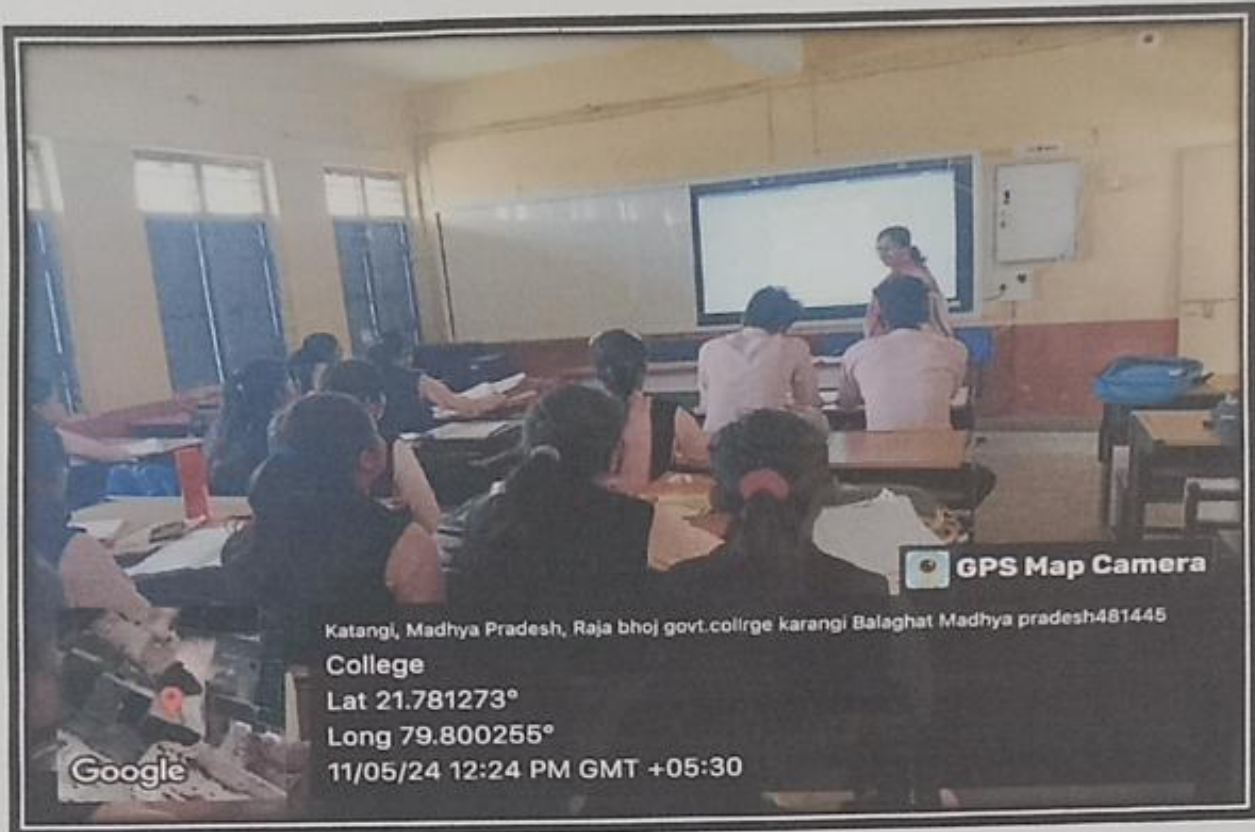 GPS Map Camera
Katangi, Madhya Pradesh, Raja bhoj govt.collrge karangi Balaghat Madhya pradesh481445
College
Lat 21.781273°
Long 79.800255°
11/05/24 12:24 PM GMT +05:30
Google